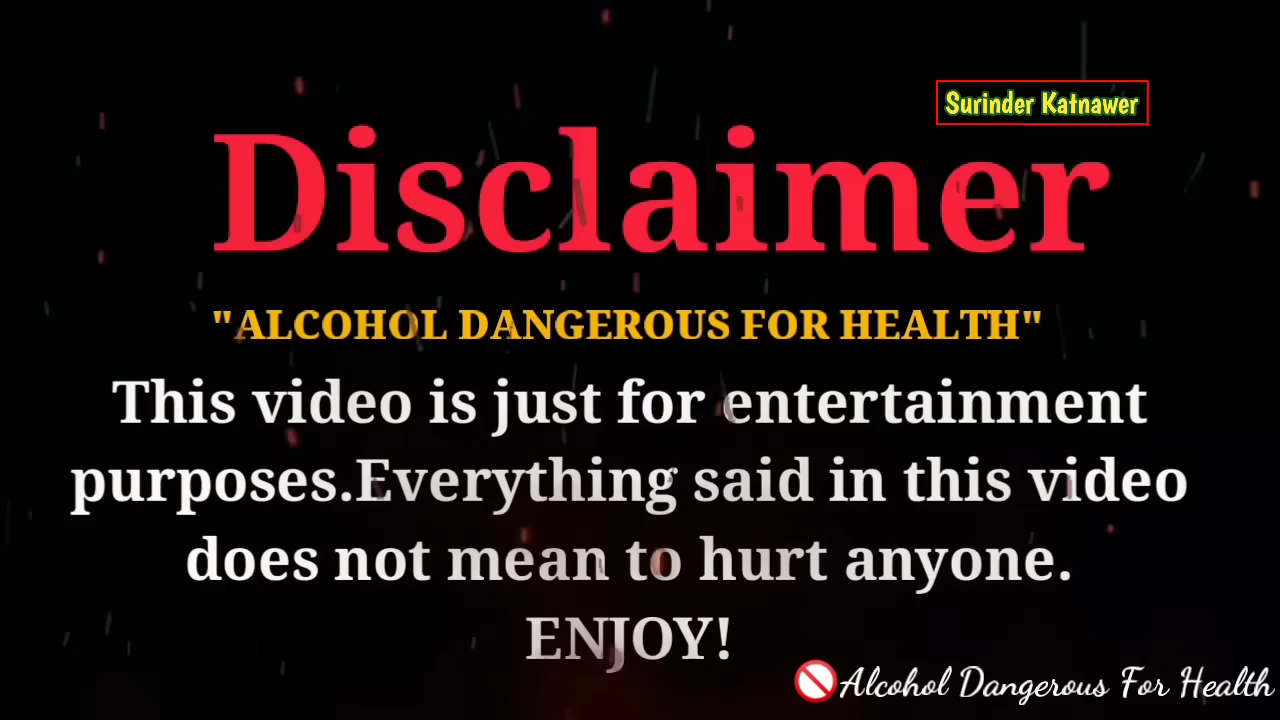 Surinder Katnawer
Disclaimer
"ALCOHOL DANGEROUS FOR HEALTH"
This video is just for entertainment
purposes.Everything said in this video
does not mean to hurt anyone.
ENJOY!
Alcohol Dangerous For Health